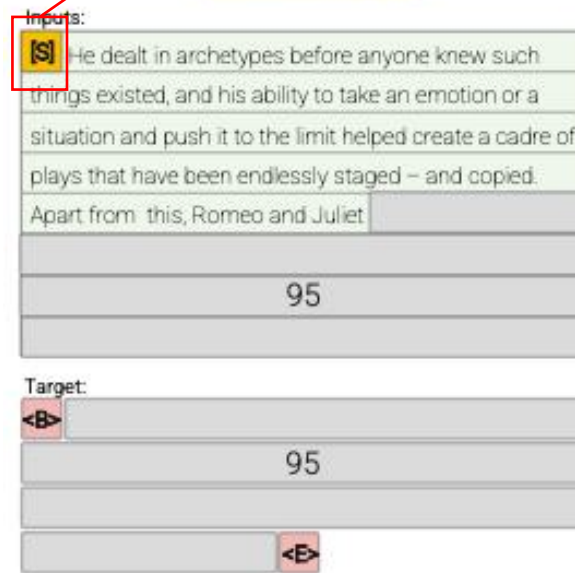 Inputs:
[S] He dealt in archetypes before anyone knew such
things existed, and his ability to take an emotion or a
situation and push it to the limit helped create a cadre of
plays that have been endlessly staged – and copied.
Apart from this, Romeo and Juliet
95
Target:
<B>
95
<E>